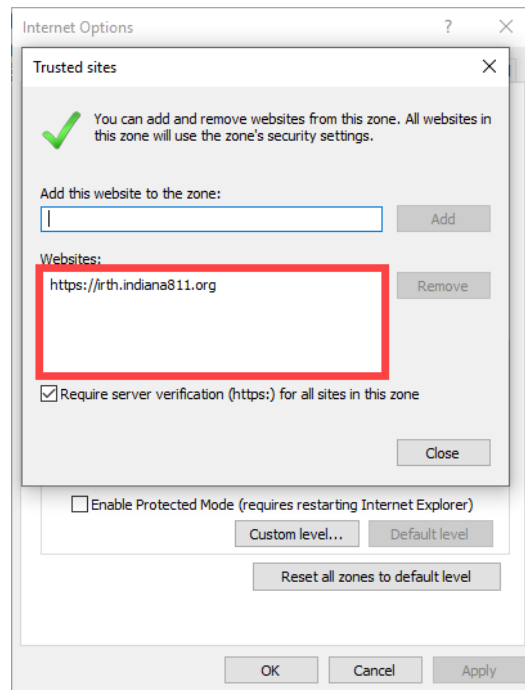 Internet Options
?
Trusted sites
You can add and remove websites from this zone. All websites in
this zone will use the zone's security settings.
Add this website to the zone:
Add
Websites:
https://irth.indiana811.org
Remove
Require server verification (https:) for all sites in this zone
Close
Enable Protected Mode (requires restarting Internet Explorer)
Custom level... Default level
Reset all zones to default level
OK Cancel Apply